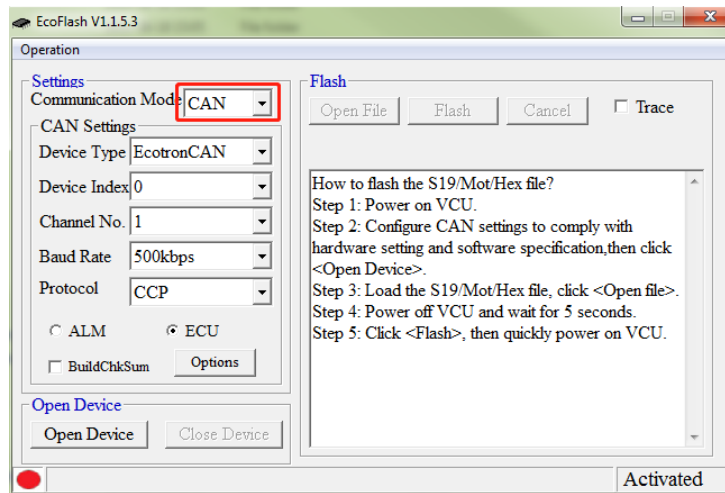 EcoFlash V1.1.5.3
Operation
Settings
Communication Mode CAN
CAN Settings
Device Type EcotronCAN
Device Index 0
Channel No. 1
Baud Rate 500kbps
Protocol CCP
ALM ECU
BuildChkSum Options
Open Device
Open Device Close Device
Flash
Open File Flash Cancel Trace
How to flash the S19/Mot/Hex file?
Step 1: Power on VCU.
Step 2: Configure CAN settings to comply with
hardware setting and software specification,then click
<Open Device>.
Step 3: Load the S19/Mot/Hex file, click <Open file>.
Step 4: Power off VCU and wait for 5 seconds.
Step 5: Click <Flash>, then quickly power on VCU.
Activated